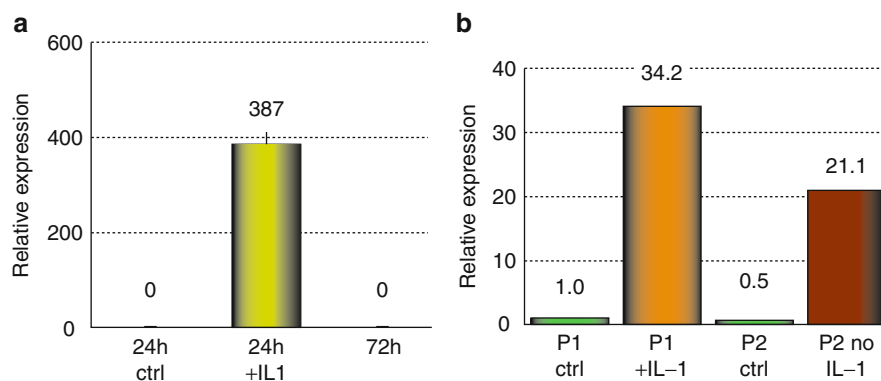 a
Relative expression
600
400
200
0
0
387
0
24h
ctrl
24h
+IL1
72h
b
Relative expression
40
30
20
10
0
1.0
34.2
0.5
21.1
P1
ctrl
P1
+IL–1
P2
ctrl
P2 no
IL–1